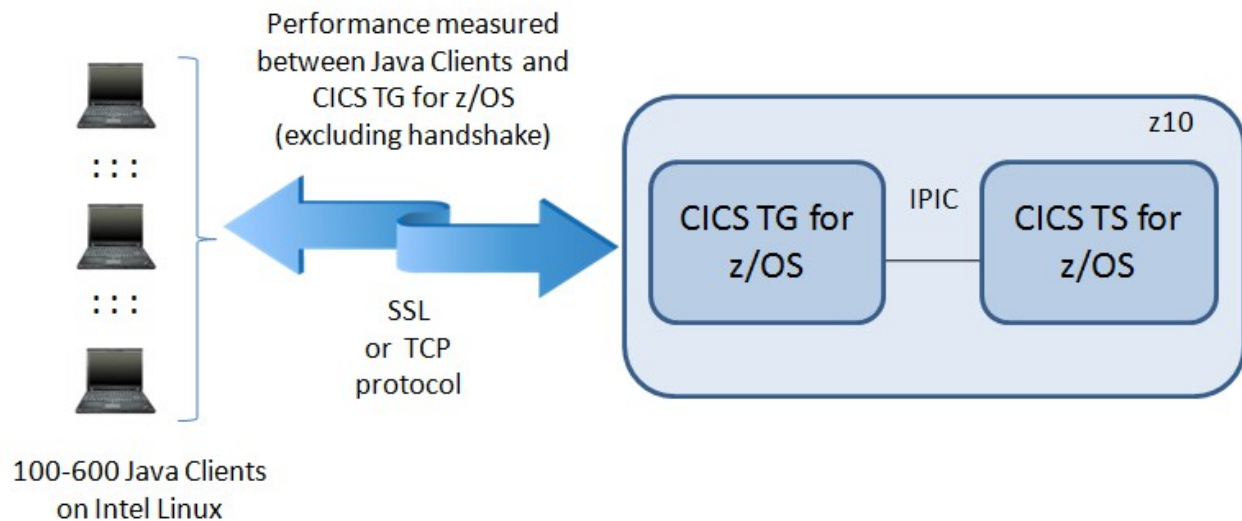 Performance measured
between Java Clients and
CICS TG for z/OS
(excluding handshake)
z10
CICS TG for
z/OS
IPIC
CICS TS for
z/OS
SSL
or TCP
protocol
100-600 Java Clients
on Intel Linux